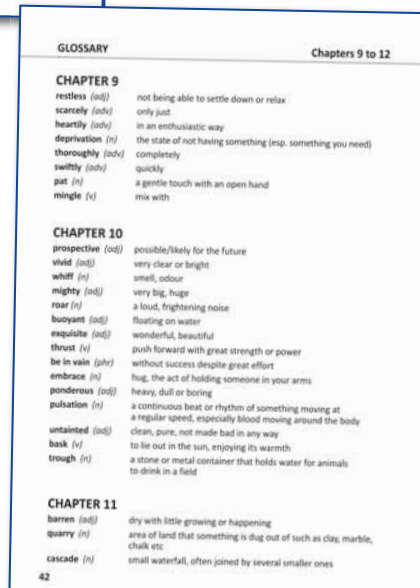 GLOSSARY Chapters 9 to 12
CHAPTER 9
restless (adj) not being able to settle down or relax
scarcely (adv) only just
heartily (adv) in an enthusiastic way
deprivation (n) the state of not having something (esp. something you need)
thoroughly (adv) completely
swiftly (adv) quickly
pat (n) a gentle touch with an open hand
mingle (v) mix with
CHAPTER 10
prospective (adj) possible/likely for the future
vivid (adj) very clear or bright
whiff (n) smell, odour
mighty (adj) very big, huge
roar (n) a loud, frightening noise
buoyant (adj) floating on water
exquisite (adj) wonderful, beautiful
thrust (v) push forward with great strength or power
be in vain (phr) without success despite great effort
embrace (n) hug, the act of holding someone in your arms
ponderous (adj) heavy, dull or boring
pulsation (n) a continuous beat or rhythm of something moving at
a regular speed, especially blood moving around the body
untainted (adj) clean, pure, not made bad in any way
bask (v) to lie out in the sun, enjoying its warmth
trough (n) a stone or metal container that holds water for animals
to drink in a field
CHAPTER 11
barren (adj) dry with little growing or happening
quarry (n) area of land that something is dug out of such as clay, marble,
chalk etc
cascade (n) small waterfall, often joined by several smaller ones
42